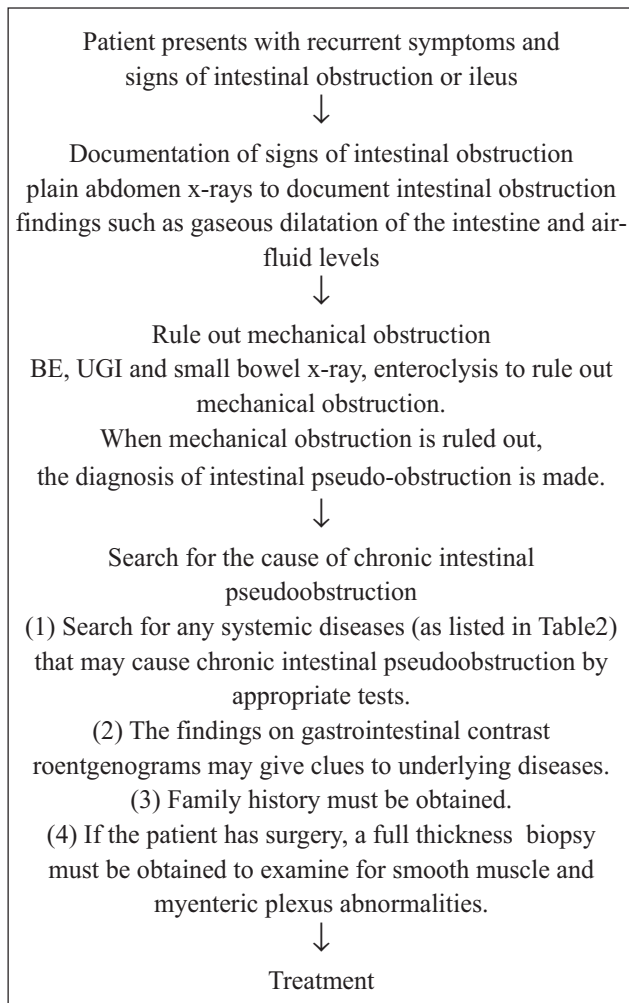 Patient presents with recurrent symptoms and
signs of intestinal obstruction or ileus
↓
Documentation of signs of intestinal obstruction
plain abdomen x-rays to document intestinal obstruction
findings such as gaseous dilatation of the intestine and air-
fluid levels
↓
Rule out mechanical obstruction
BE, UGI and small bowel x-ray, enteroclysis to rule out
mechanical obstruction.
When mechanical obstruction is ruled out,
the diagnosis of intestinal pseudo-obstruction is made.
↓
Search for the cause of chronic intestinal
pseudoobstruction
(1) Search for any systemic diseases (as listed in Table2)
that may cause chronic intestinal pseudoobstruction by
appropriate tests.
(2) The findings on gastrointestinal contrast
roentgenograms may give clues to underlying diseases.
(3) Family history must be obtained.
(4) If the patient has surgery, a full thickness biopsy
must be obtained to examine for smooth muscle and
myenteric plexus abnormalities.
↓
Treatment